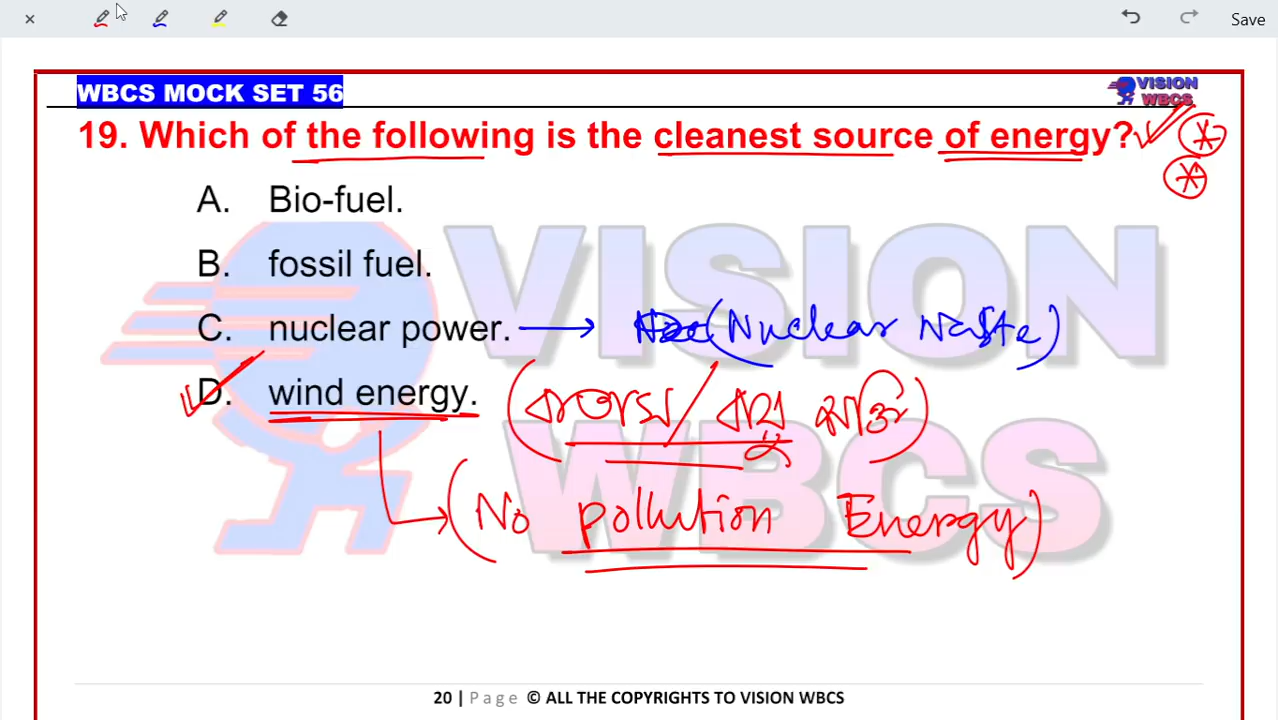 Save
WBCS MOCK SET 56
VISION
WBCS
19. Which of the following is the cleanest source of energy?
A. Bio-fuel.
B. fossil fuel.
C. nuclear power. → (Nuclear Naste)
D. wind energy.
(No pollution Energy)
VISION
WBCS
20 | Page © ALL THE COPYRIGHTS TO VISION WBCS